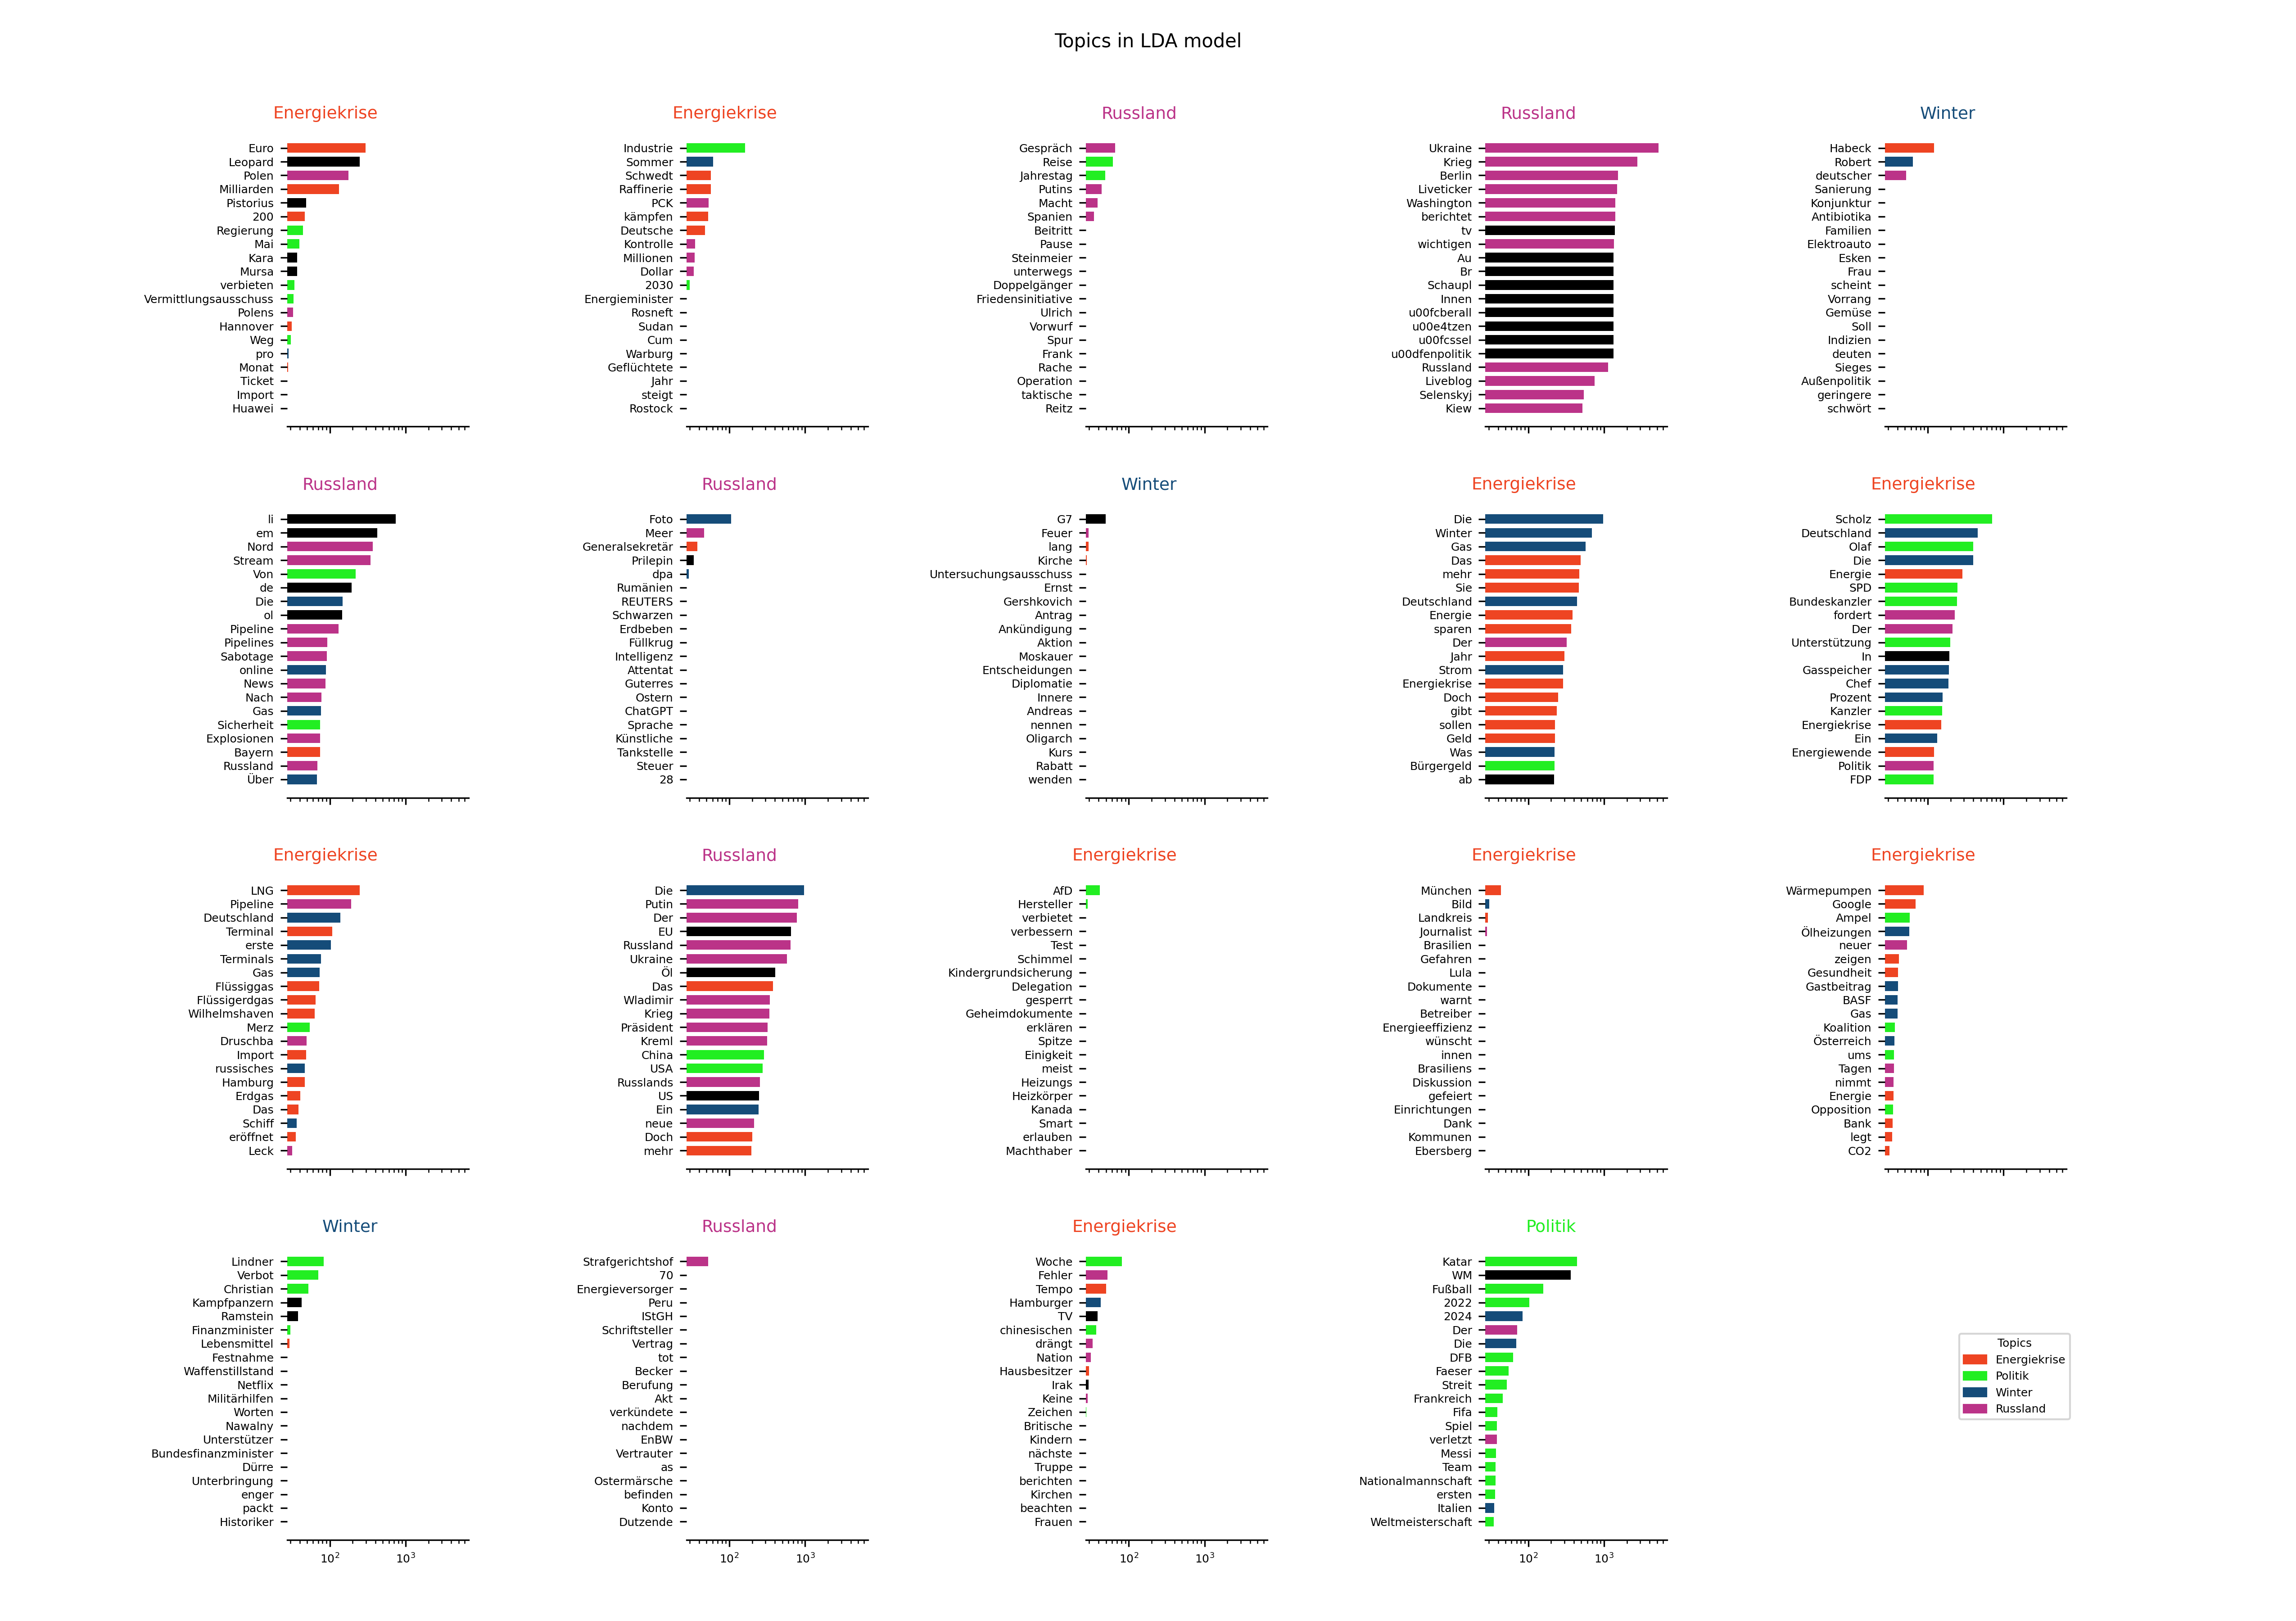 Topics in LDA model
Energiekrise
Euro
Leopard
Polen
Milliarden
Pistorius
200
Regierung
Mai
Kara
Mursa
verbieten
Vermittlungsausschuss
Polens
Hannover
Weg
pro
Monat
Ticket
Import
Huawei
Energiekrise
Industrie
Sommer
Schwedt
Raffinerie
PCK
kämpfen
Deutsche
Kontrolle
Millionen
Dollar
2030
Energieminister
Rosneft
Sudan
Cum
Warburg
Geflüchtete
Jahr
steigt
Rostock
Russland
Gespräch
Reise
Jahrestag
Putins
Macht
Spanien
Beitritt
Pause
Steinmeier
unterwegs
Doppelgänger
Friedensinitiative
Ulrich
Vorwurf
Spur
Frank
Rache
Operation
taktische
Reitz
Russland
Ukraine
Krieg
Berlin
Liveticker
Washington
berichtet
tv
wichtigen
Au
Br
Schaupl
Innen
u00fcberall
u00e4tzen
u00fcssel
u00dfenpolitik
Russland
Liveblog
Selenskyj
Kiew
Winter
Habeck
Robert
deutscher
Sanierung
Konjunktur
Antibiotika
Familien
Elektroauto
Esken
Frau
scheint
Vorrang
Gemüse
Soll
Indizien
deuten
Sieges
Außenpolitik
geringere
schwört
Russland
li
em
Nord
Stream
Von
de
Die
ol
Pipeline
Pipelines
Sabotage
online
News
Nach
Gas
Sicherheit
Explosionen
Bayern
Russland
Über
Russland
Foto
Meer
Generalsekretär
Prilepin
dpa
Rumänien
REUTERS
Schwarzen
Erdbeben
Füllkrug
Intelligenz
Attentat
Guterres
Ostern
ChatGPT
Sprache
Künstliche
Tankstelle
Steuer
28
Winter
G7
Feuer
lang
Kirche
Untersuchungsausschuss
Ernst
Gershkovich
Antrag
Ankündigung
Aktion
Moskauer
Entscheidungen
Diplomatie
Innere
Andreas
nennen
Oligarch
Kurs
Rabatt
wenden
Energiekrise
Die
Winter
Gas
Das
mehr
Sie
Deutschland
Energie
sparen
Der
Jahr
Strom
Energiekrise
Doch
gibt
sollen
Geld
Was
Bürgergeld
ab
Energiekrise
Scholz
Deutschland
Olaf
Die
Energie
SPD
Bundeskanzler
fordert
Der
Unterstützung
In
Gasspeicher
Chef
Prozent
Kanzler
Energiekrise
Ein
Energiewende
Politik
FDP
Energiekrise
LNG
Pipeline
Deutschland
Terminal
erste
Terminals
Gas
Flüssiggas
Flüssigerdgas
Wilhelmshaven
Merz
Druschba
Import
russisches
Hamburg
Erdgas
Das
Schiff
eröffnet
Leck
Russland
Die
Putin
Der
EU
Russland
Ukraine
Öl
Das
Wladimir
Krieg
Präsident
Kreml
China
USA
Russlands
US
Ein
neue
Doch
mehr
Energiekrise
AfD
Hersteller
verbietet
verbessern
Test
Schimmel
Kindergrundsicherung
Delegation
gesperrt
Geheimdokumente
erklären
Spitze
Einigkeit
meist
Heizungs
Heizkörper
Kanada
Smart
erlauben
Machthaber
Energiekrise
München
Bild
Landkreis
Journalist
Brasilien
Gefahren
Lula
Dokumente
warnt
Betreiber
Energieeffizienz
wünscht
innen
Brasiliens
Diskussion
gefeiert
Einrichtungen
Dank
Kommunen
Ebersberg
Energiekrise
Wärmepumpen
Google
Ampel
Ölheizungen
neuer
zeigen
Gesundheit
Gastbeitrag
BASF
Gas
Koalition
Österreich
ums
Tagen
nimmt
Energie
Opposition
Bank
legt
CO2
Winter
Lindner
Verbot
Christian
Kampfpanzern
Ramstein
Finanzminister
Lebensmittel
Festnahme
Waffenstillstand
Netflix
Militärhilfen
Worten
Nawalny
Unterstützer
Bundesfinanzminister
Dürre
Unterbringung
enger
packt
Historiker
10² 10³
Russland
Strafgerichtshof
70
Energieversorger
Peru
IStGH
Schriftsteller
Vertrag
tot
Becker
Berufung
Akt
verkündete
nachdem
EnBW
Vertrauter
as
Ostermärsche
befinden
Konto
Dutzende
10² 10³
Energiekrise
Woche
Fehler
Tempo
Hamburger
TV
chinesischen
drängt
Nation
Hausbesitzer
Irak
Keine
Zeichen
Britische
Kindern
nächste
Truppe
berichten
Kirchen
beachten
Frauen
10² 10³
Politik
Katar
WM
Fußball
2022
2024
Der
Die
DFB
Faeser
Streit
Frankreich
Fifa
Spiel
verletzt
Messi
Team
Nationalmannschaft
ersten
Italien
Weltmeisterschaft
10² 10³
Topics
Energiekrise
Politik
Winter
Russland